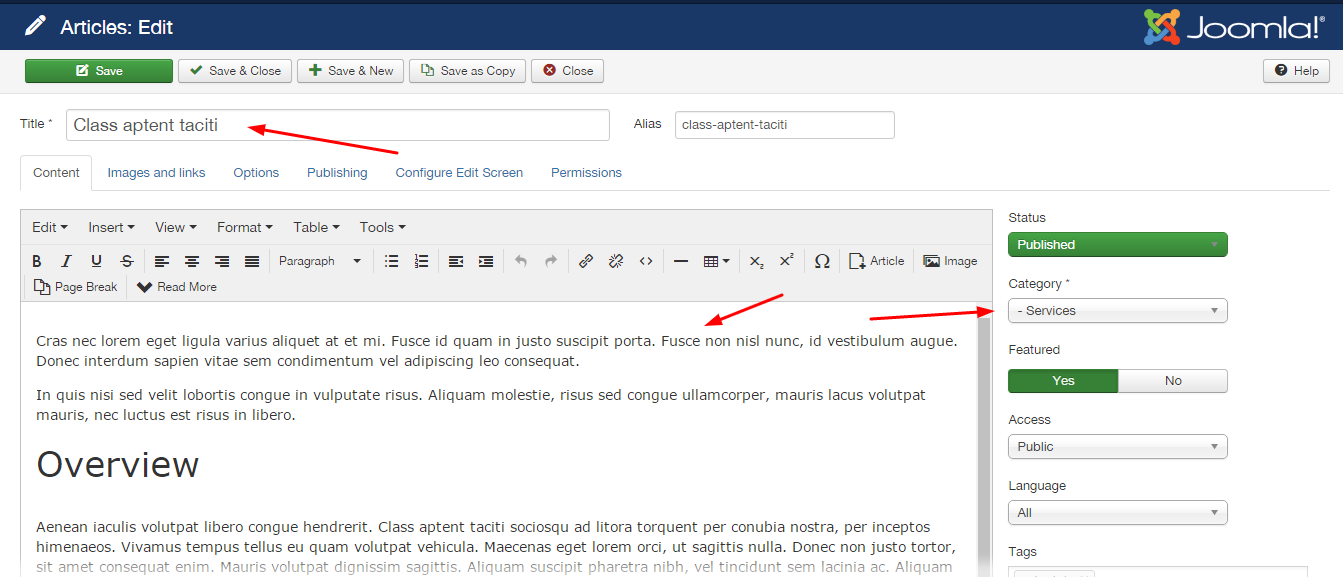 Articles: Edit
Joomla!®
Save
Save & Close
Save & New
Save as Copy
Close
Help
Title *
Class aptent taciti
Alias
class-aptent-taciti
Content
Images and links
Options
Publishing
Configure Edit Screen
Permissions
Edit
Insert
View
Format
Table
Tools
B I U S
Paragraph
Article
Image
Page Break
Read More
Cras nec lorem eget ligula varius aliquet at et mi. Fusce id quam in justo suscipit porta. Fusce non nisl nunc, id vestibulum augue.
Donec interdum sapien vitae sem condimentum vel adipiscing leo consequat.
In quis nisi sed velit lobortis congue in vulputate risus. Aliquam molestie, risus sed congue ullamcorper, mauris lacus volutpat
mauris, nec luctus est risus in libero.
Overview
Aenean iaculis volutpat libero congue hendrerit. Class aptent taciti sociosqu ad litora torquent per conubia nostra, per inceptos
himenaeos. Vivamus tempus tellus eu quam volutpat vehicula. Maecenas eget lorem orci, ut sagittis nulla. Donec non justo tortor,
sit amet consequat enim. Mauris volutpat dignissim sagittis. Aliquam suscipit pharetra nibh, vel tincidunt sem lacinia ac. Aliquam
Status
Published
Category *
- Services
Featured
Yes
No
Access
Public
Language
All
Tags